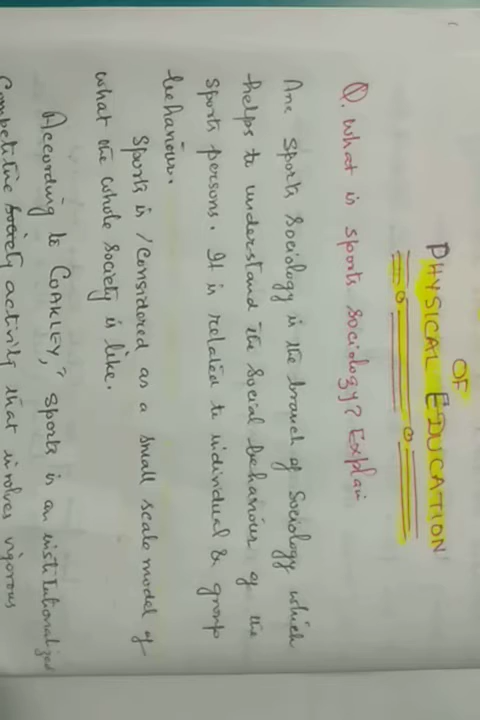 OF
PHYSICAL EDUCATION
Q. What is sports sociology? Explain
Ans Sports Sociology is the branch of Sociology which
helps to understand the social behaviour of the
sports persons. It is related to individual & group
behaviour.
Sports is / Considered as a small scale model of
what the whole society is like.
According to COAKLEY, "Sports is an institutionalized
Competitive society activity that involves vigorous